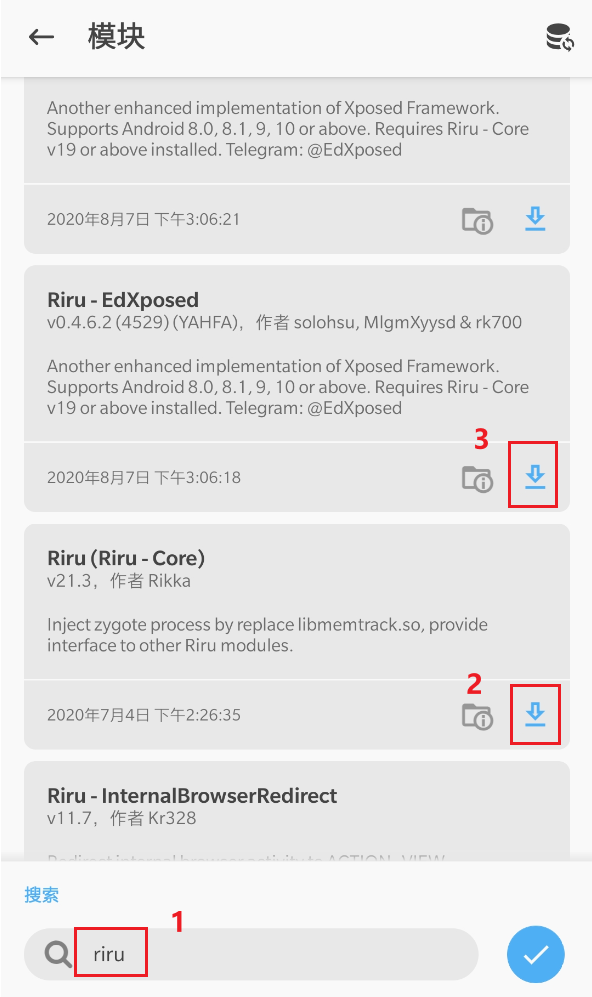 模块
Another enhanced implementation of Xposed Framework.
Supports Android 8.0, 8.1, 9, 10 or above. Requires Riru - Core
v19 or above installed. Telegram: @EdXposed
2020年8月7日 下午3:06:21
Riru - EdXposed
v0.4.6.2 (4529) (YAHFA)，作者 solohsu, MlgmXyysd & rk700
Another enhanced implementation of Xposed Framework.
Supports Android 8.0, 8.1, 9, 10 or above. Requires Riru - Core
v19 or above installed. Telegram: @EdXposed
3
2020年8月7日 下午3:06:18
Riru (Riru - Core)
v21.3，作者 Rikka
Inject zygote process by replace libmemtrack.so, provide
interface to other Riru modules.
2
2020年7月4日 下午2:26:35
Riru - InternalBrowserRedirect
v11.7，作者 Kr328
Redirect internal browser activity to ACTION_VIEW
搜索
1
riru